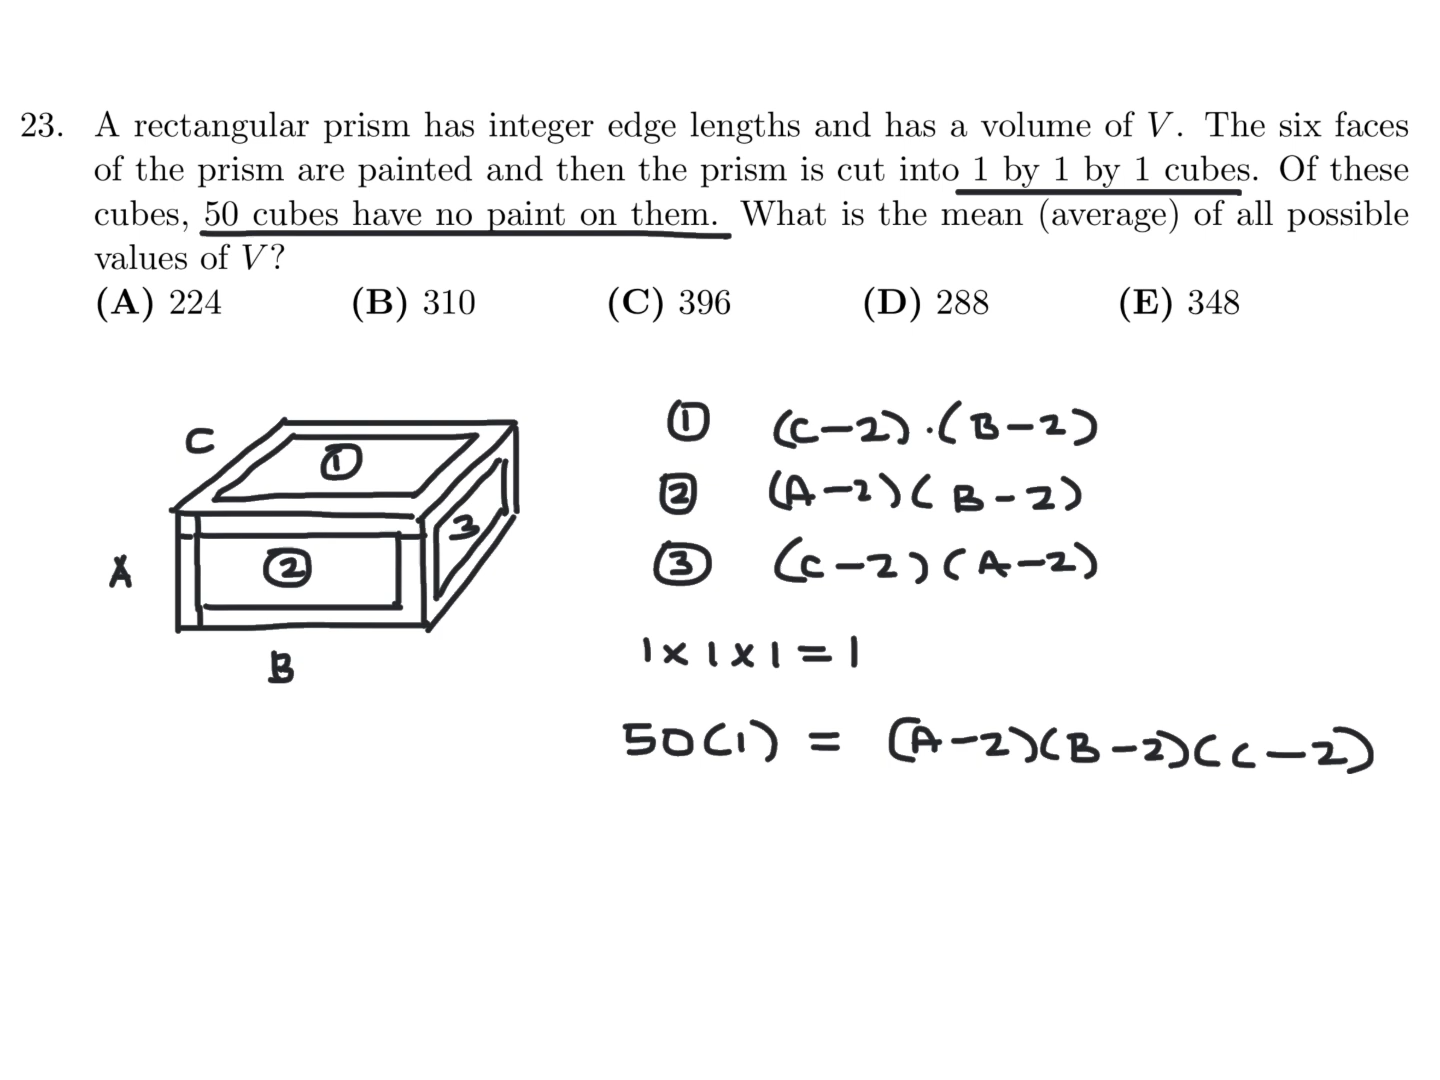 23. A rectangular prism has integer edge lengths and has a volume of V. The six faces
of the prism are painted and then the prism is cut into 1 by 1 by 1 cubes. Of these
cubes, 50 cubes have no paint on them. What is the mean (average) of all possible
values of V?
(A) 224 (B) 310 (C) 396 (D) 288 (E) 348
C
①
②
3
A
B
① (C-2)·(B-2)
② (A-2)(B-2)
③ (C-2)(A-2)
1×1×1=1
50(1) = (A-2)(B-2)(C-2)